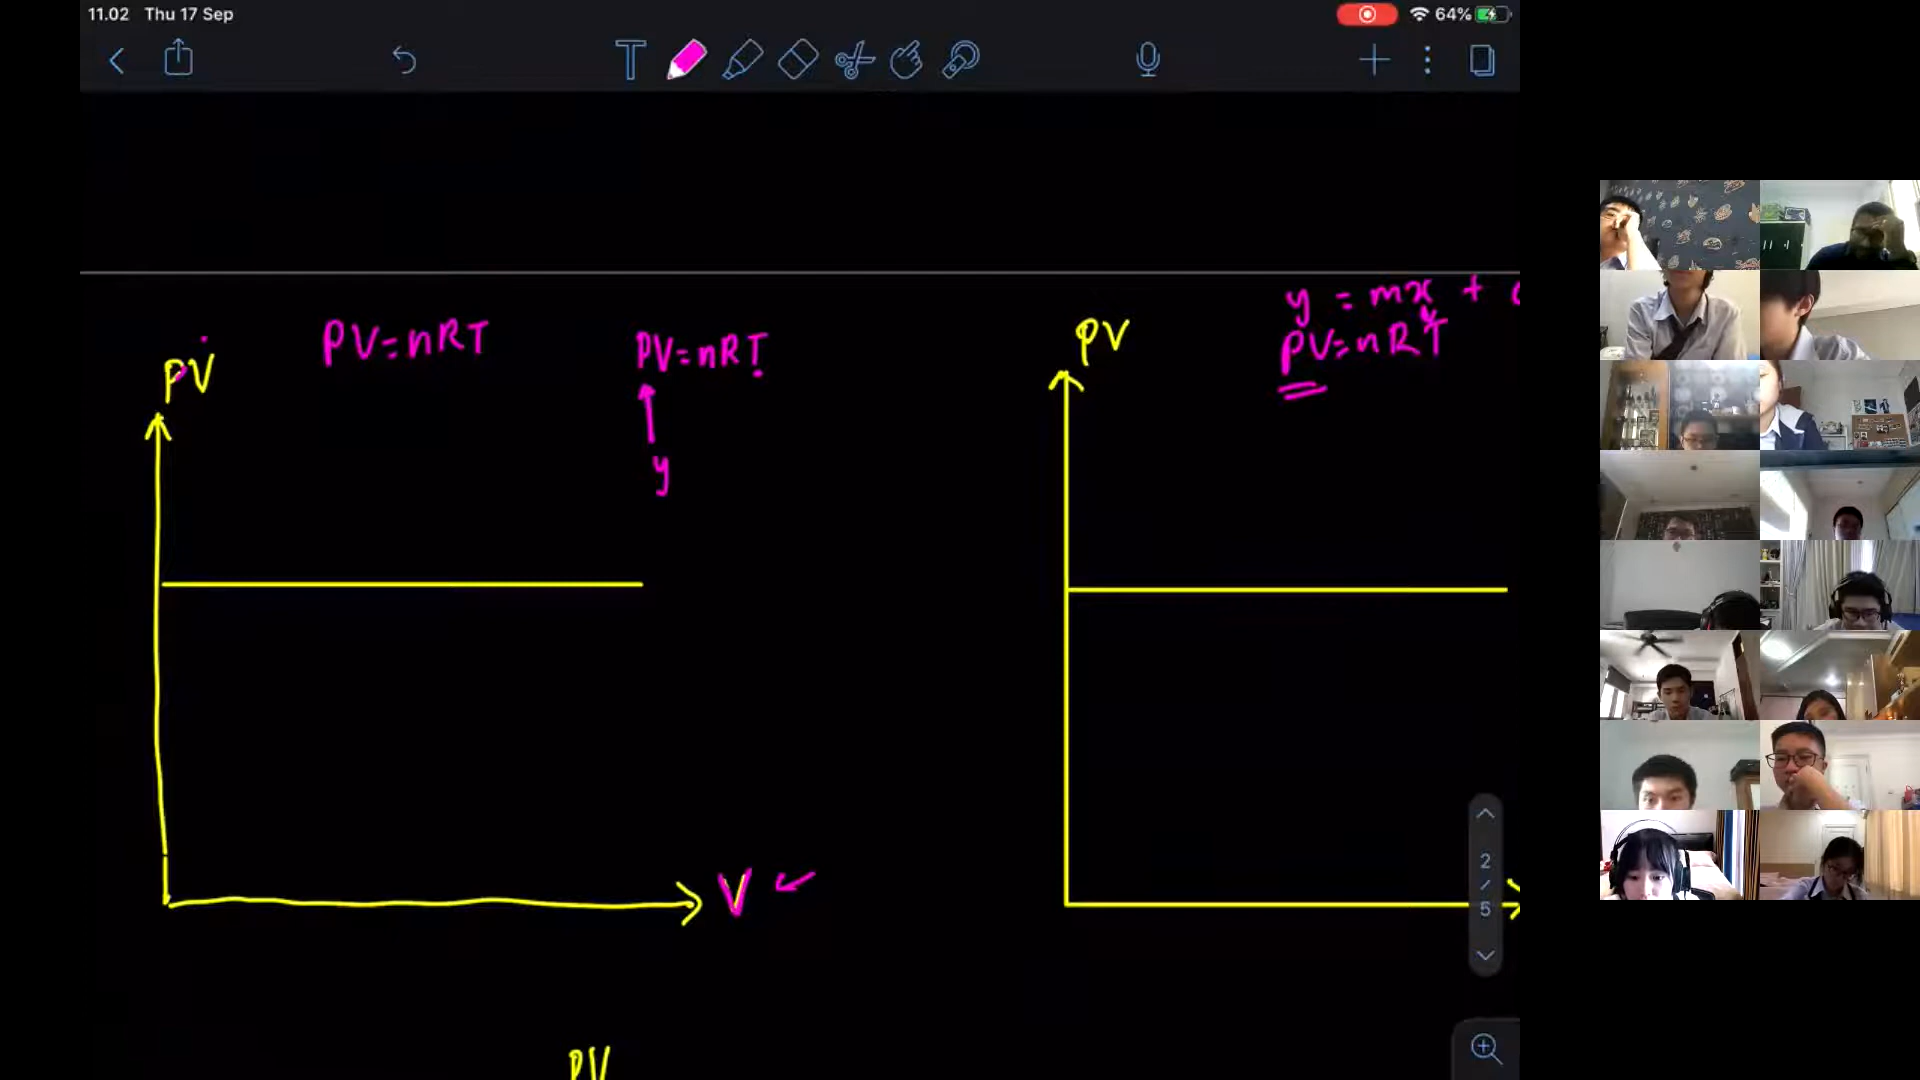 11.02 Thu 17 Sep
64%
T
y = mx +
PV
PV=nRT
PV=nRT
PV
PV=nRT
x
y
2
/
5
V
PV